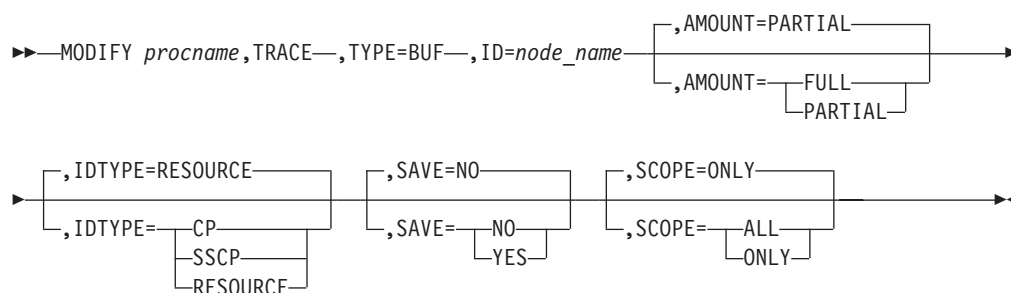 ,AMOUNT=PARTIAL
MODIFY procname,TRACE ,TYPE=BUF ,ID=node_name
,AMOUNT= FULL
PARTIAL
,IDTYPE=RESOURCE ,SAVE=NO ,SCOPE=ONLY
,IDTYPE= CP ,SAVE= NO ,SCOPE= ALL
SSCP YES ONLY
RESOURCE